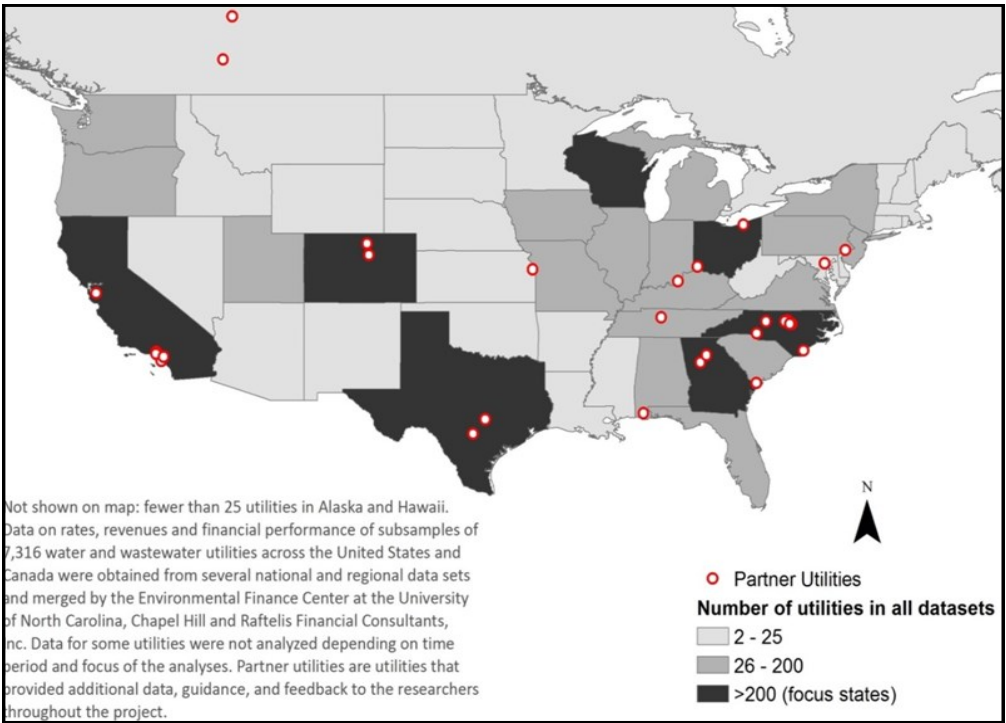 N
Not shown on map: fewer than 25 utilities in Alaska and Hawaii.
Data on rates, revenues and financial performance of subsamples of
7,316 water and wastewater utilities across the United States and
Canada were obtained from several national and regional data sets
and merged by the Environmental Finance Center at the University
of North Carolina, Chapel Hill and Raftelis Financial Consultants,
Inc. Data for some utilities were not analyzed depending on time
period and focus of the analyses. Partner utilities are utilities that
provided additional data, guidance, and feedback to the researchers
throughout the project.
Partner Utilities
Number of utilities in all datasets
2 - 25
26 - 200
>200 (focus states)